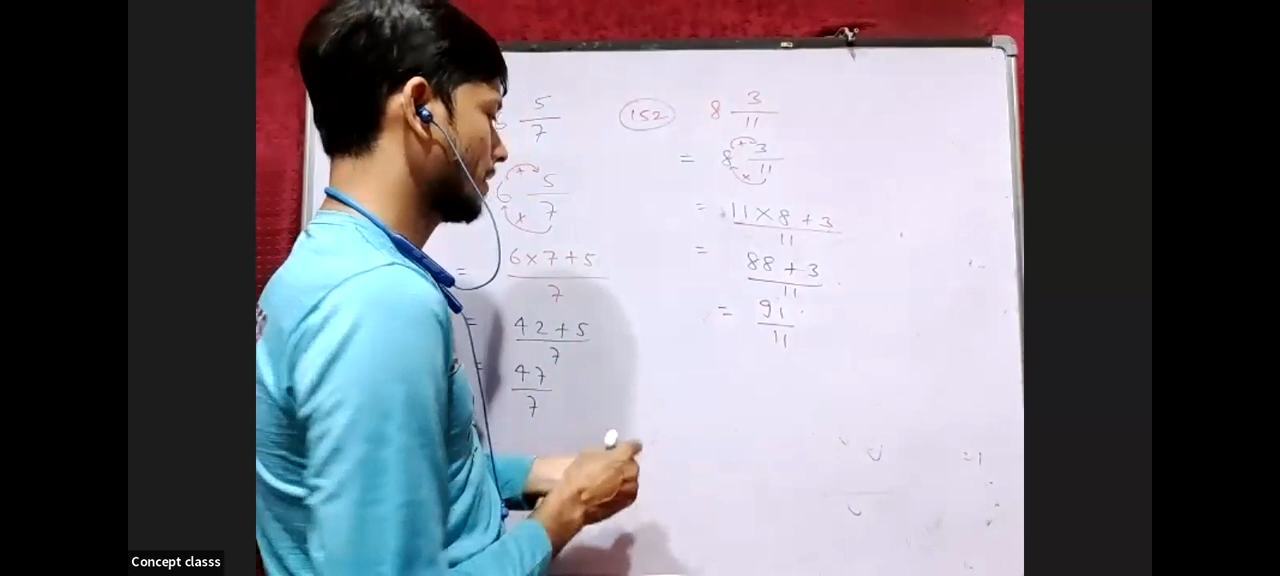 6 5/7
6 5/7
= (6×7+5)/7
= (42+5)/7
= 47/7
152 8 3/11
= 8 3/11
= (11×8+3)/11
= (88+3)/11
= 91/11
Concept classs